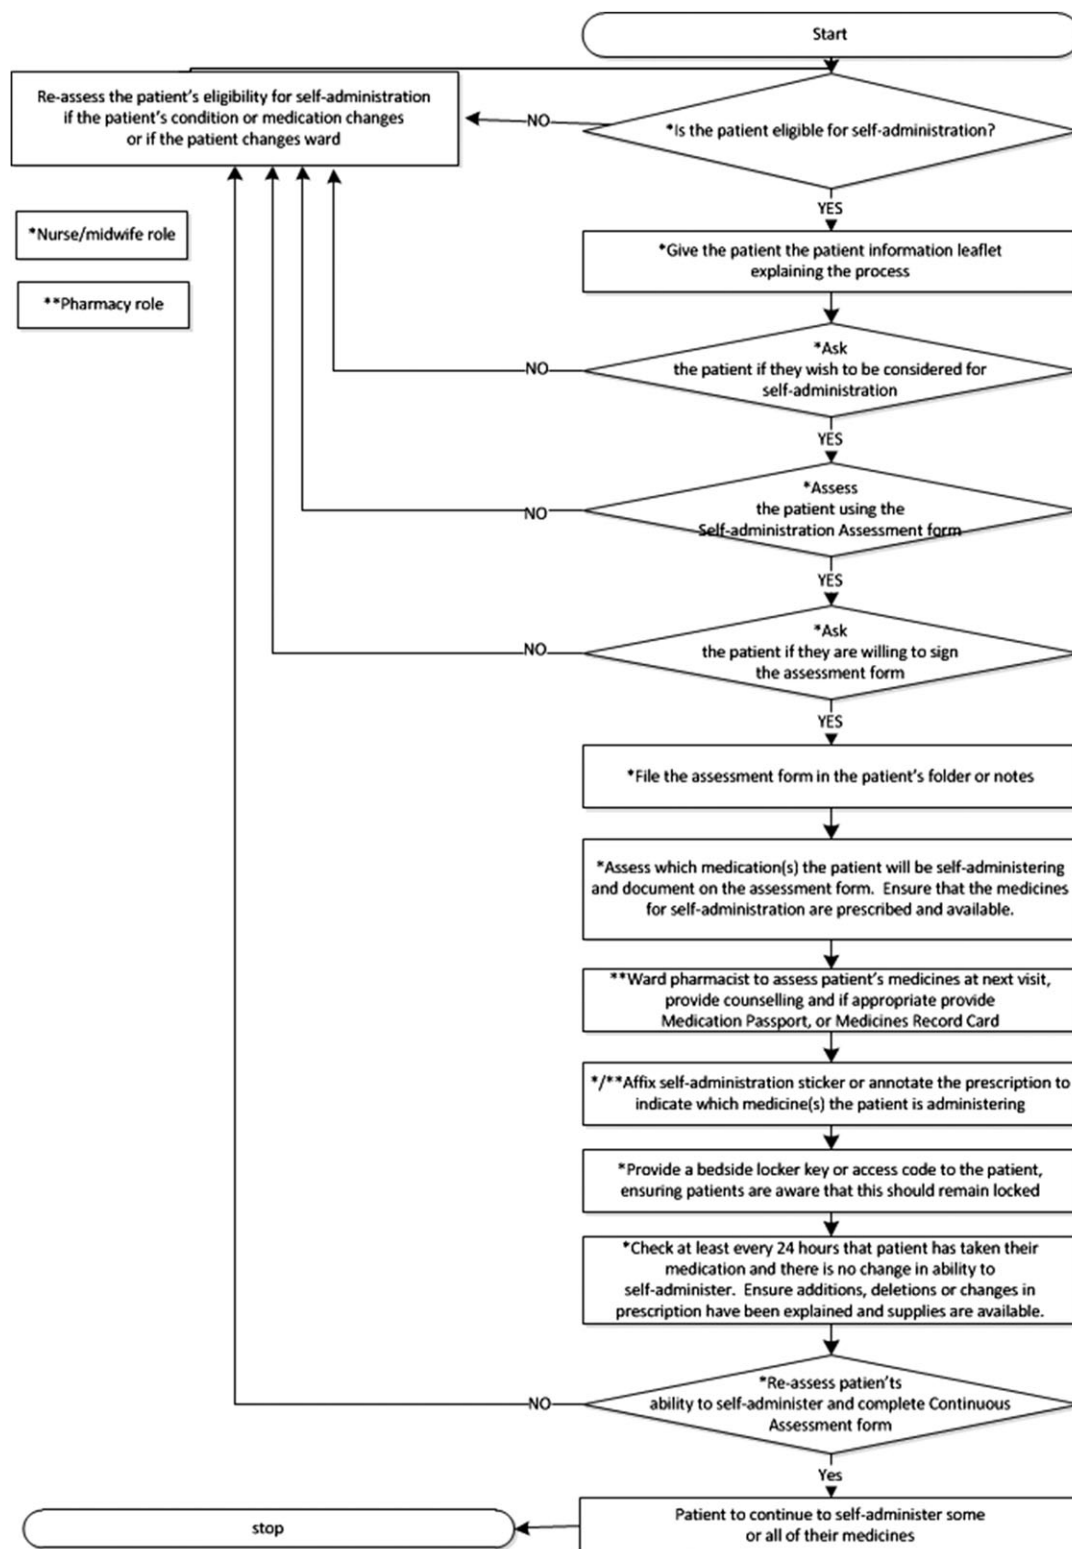 Start
Re-assess the patient's eligibility for self-administration
if the patient's condition or medication changes
or if the patient changes ward
NO
*Is the patient eligible for self-administration?
YES
*Nurse/midwife role
*Give the patient the patient information leaflet
explaining the process
**Pharmacy role
*Ask
the patient if they wish to be considered for
self-administration
NO
YES
*Assess
the patient using the
Self-administration Assessment form
NO
YES
*Ask
the patient if they are willing to sign
the assessment form
NO
YES
*File the assessment form in the patient's folder or notes
*Assess which medication(s) the patient will be self-administering
and document on the assessment form. Ensure that the medicines
for self-administration are prescribed and available.
**Ward pharmacist to assess patient's medicines at next visit,
provide counselling and if appropriate provide
Medication Passport, or Medicines Record Card
*/**Affix self-administration sticker or annotate the prescription to
indicate which medicine(s) the patient is administering
*Provide a bedside locker key or access code to the patient,
ensuring patients are aware that this should remain locked
*Check at least every 24 hours that patient has taken their
medication and there is no change in ability to
self-administer. Ensure additions, deletions or changes in
prescription have been explained and supplies are available.
*Re-assess patien'ts
ability to self-administer and complete Continuous
Assessment form
NO
Yes
Patient to continue to self-administer some
or all of their medicines
stop